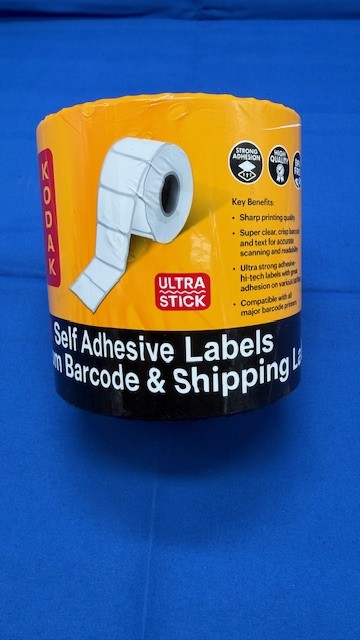 KODAK
STRONG
ADHESION
HIGH
QUALITY
Key Benefits:
• Sharp printing quality
• Super clear, crisp barcode
and text for accurate
scanning and readability
• Ultra strong adhesive-
hi-tech labels with great
adhesion on various
• Compatible with all
major barcode printers
ULTRA
STICK
Self Adhesive Labels
m Barcode & Shipping La